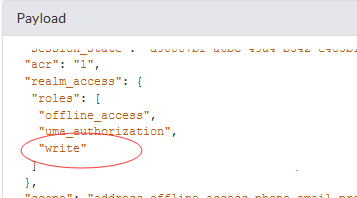 Payload
"acr": "1",
"realm_access": {
"roles": [
"offline_access",
"uma_authorization",
"write"
]
},